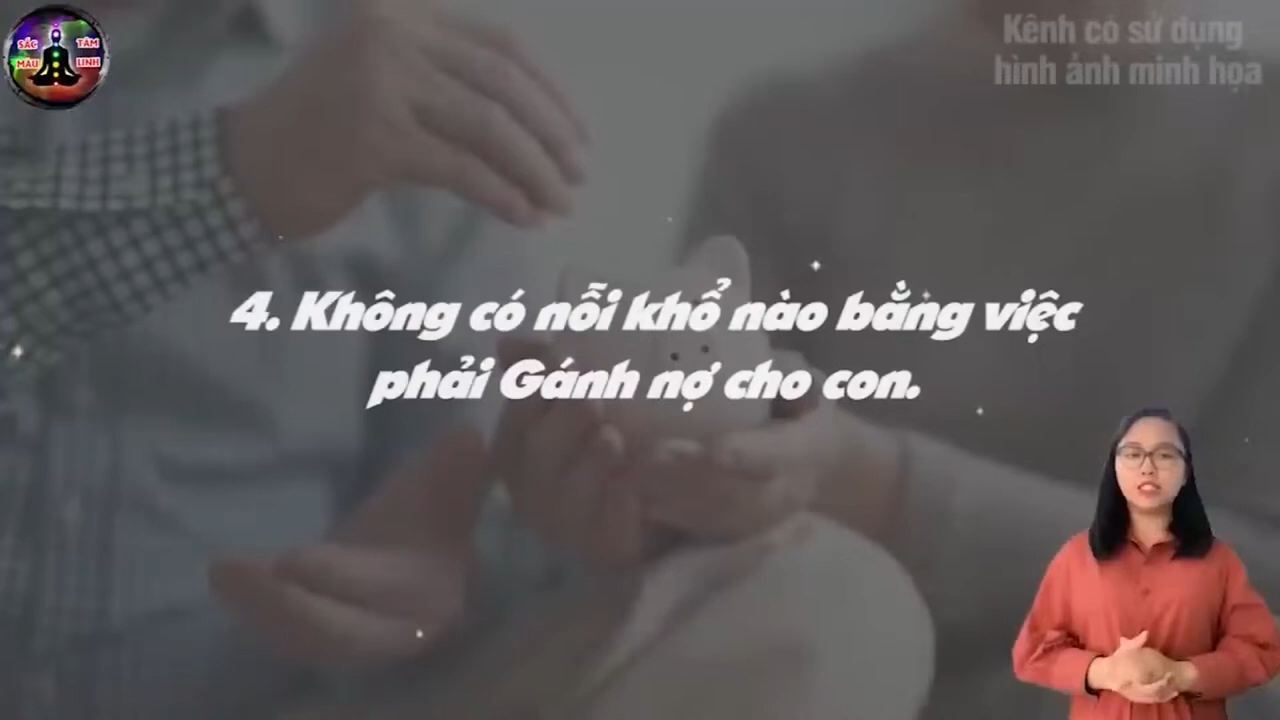 SẮC
MÀU
TÂM
LINH
Kênh có sử dụng
hình ảnh minh họa
4. Không có nỗi khổ nào bằng việc
phải Gánh nợ cho con.